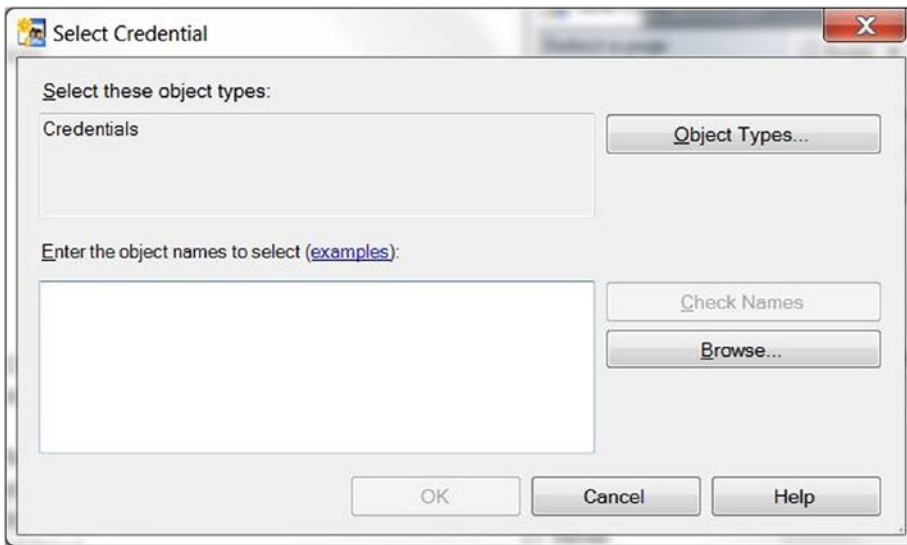 Select Credential
Select these object types:
Credentials
Object Types...
Enter the object names to select (examples):
Check Names
Browse...
OK
Cancel
Help